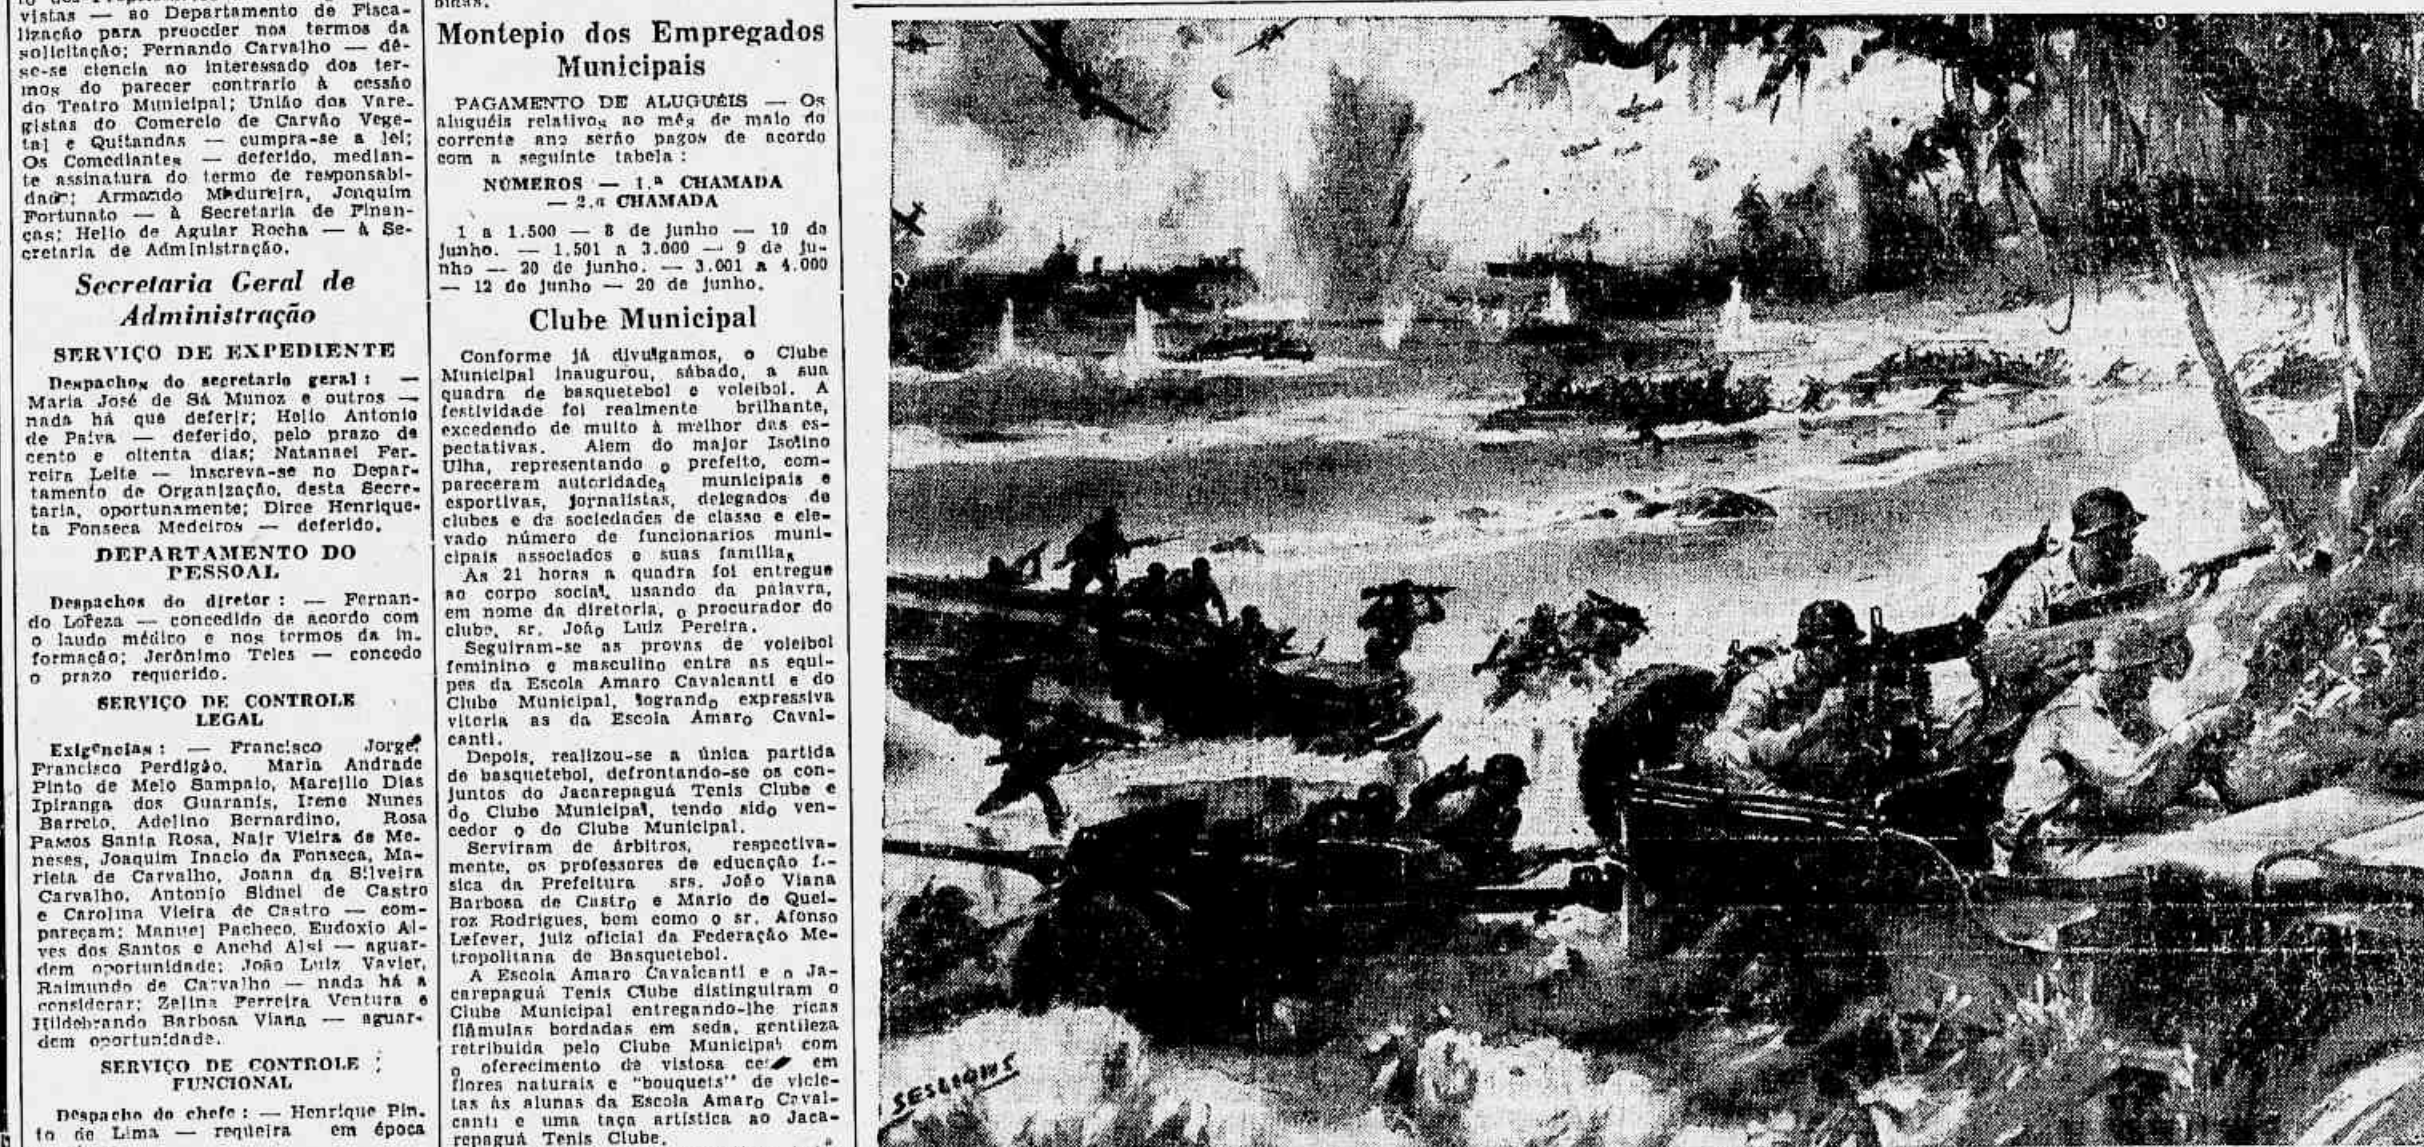 vistas — ao Departamento de Fisca-
lização para preocder nos termos da
solicitação; Fernando Carvalho — dê-
se-se ciencia ao interessado dos ter-
mos do parecer contrario à cessão
do Teatro Municipal; União dos Vare-
gistas do Comercio de Carvão Vege-
tal e Quitandas — cumpra-se a lei;
Os Comediantes — deferido, median-
te assinatura do termo de responsabi-
dade; Armando Madureira, Joaquim
Fortunato — à Secretaria de Finan-
ças; Helio de Aguiar Rocha — à Se-
cretaria de Administração.
Secretaria Geral de
Administração
SERVIÇO DE EXPEDIENTE
Despachos do secretario geral: —
Maria José de Sá Munoz e outros —
nada há que deferir; Helio Antonio
de Paiva — deferido, pelo prazo de
cento e oitenta dias; Natanael Fer-
reira Leite — inscreva-se no Depar-
tamento de Organização, desta Secre-
taria, oportunamente; Dirce Henrique-
ta Fonseca Medeiros — deferido.
DEPARTAMENTO DO
PESSOAL
Despachos do diretor: — Fernan-
do Loreza — concedido de acordo com
o laudo médico e nos termos da in-
formação; Jerônimo Teles — concedo
o prazo requerido.
SERVIÇO DE CONTROLE
LEGAL
Exigencias: — Francisco Jorge,
Francisco Perdigão, Maria Andrade
Pinto de Melo Sampaio, Marcilio Dias
Ipiranga dos Guaranis, Irene Nunes
Barreto, Adelino Bernardino, Rosa
Passos Santa Rosa, Nair Vieira de Me-
neses, Joaquim Inacio da Fonseca, Ma-
rieta de Carvalho, Joana da Silveira
Carvalho, Antonio Sidnei de Castro
e Carolina Vieira de Castro — com-
pareçam; Manuel Pacheco, Eudoxio Al-
ves dos Santos e Anchd Alsi — aguar-
dem oportunidade; João Luiz Vavier,
Raimundo de Carvalho — nada há a
considerar; Zelina Ferreira Ventura e
Hildebrando Barbosa Viana — aguar-
dem oportunidade.
SERVIÇO DE CONTROLE
FUNCIONAL
Despacho do chefe: — Henrique Pin.
to de Lima — requeira em época
Montepio dos Empregados
Municipais
PAGAMENTO DE ALUGUÉIS — Os
aluguéis relativos ao mês de maio do
corrente ano serão pagos de acordo
com a seguinte tabela:
NÚMEROS — 1.ª CHAMADA
— 2.ª CHAMADA
1 a 1.500 — 8 de junho — 19 de
junho. — 1.501 a 3.000 — 9 de ju-
nho — 20 de junho. — 3.001 a 4.000
— 12 de junho — 20 de junho.
Clube Municipal
Conforme já divulgamos, o Clube
Municipal inaugurou, sábado, a sua
quadra de basquetebol e voleibol. A
festividade foi realmente brilhante,
excedendo de muito à melhor das es-
pectativas. Alem do major Isolino
Ulha, representando o prefeito, com-
pareceram autoridades municipais e
esportivas, jornalistas, delegados de
clubes e de sociedades de classe e ele-
vado número de funcionarios muni-
cipais associados e suas familia,
Às 21 horas a quadra foi entregue
ao corpo social, usando da palavra,
em nome da diretoria, o procurador do
clube, sr. João Luiz Pereira.
Seguiram-se as provas de voleibol
feminino e masculino entre as equi-
pes da Escola Amaro Cavalcanti e do
Clube Municipal, logrando expressiva
vitoria as da Escola Amaro Caval-
canti.
Depois, realizou-se a única partida
de basquetebol, defrontando-se os con-
juntos do Jacarepaguá Tenis Clube e
do Clube Municipal, tendo sido ven-
cedor o do Clube Municipal.
Serviram de árbitros, respectiva-
mente, os professores de educação fí-
sica da Prefeitura srs. João Viana
Barbosa de Castro e Mario de Quei-
roz Rodrigues, bem como o sr. Afonso
Lefever, juiz oficial da Federação Me-
tropolitana de Basquetebol.
A Escola Amaro Cavalcanti e o Ja-
carepaguá Tenis Clube distinguiram o
Clube Municipal entregando-lhe ricas
flâmulas bordadas em seda, gentileza
retribuida pelo Clube Municipal com
o oferecimento de vistosa em
flores naturais e "bouquets" de viole-
tas às alunas da Escola Amaro Caval-
canti e uma taça artística ao Jaca-
repaguá Tenis Clube.
SESSIONS